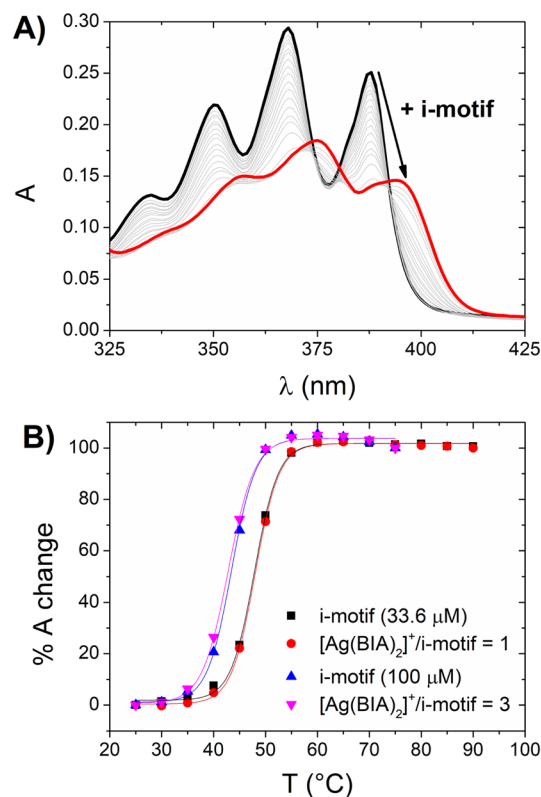 A)
0.30
0.25
0.20
0.15
0.10
0.05
0.00
A
+ i-motif
325 350 375 400 425
λ (nm)
B)
100
80
60
40
20
0
% A change
i-motif (33.6 μM)
[Ag(BIA)₂]⁺/i-motif = 1
i-motif (100 μM)
[Ag(BIA)₂]⁺/i-motif = 3
20 30 40 50 60 70 80 90 100
T (°C)